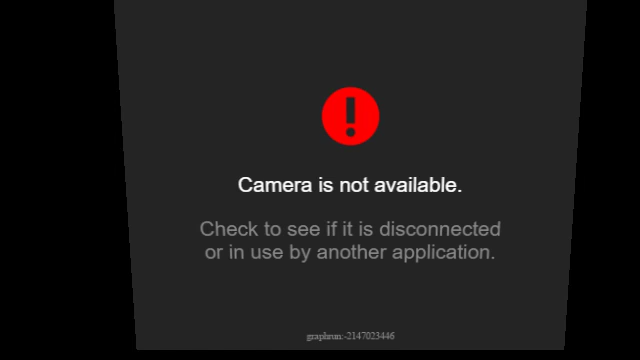 Camera is not available.
Check to see if it is disconnected
or in use by another application.
graphrun:-2147023446